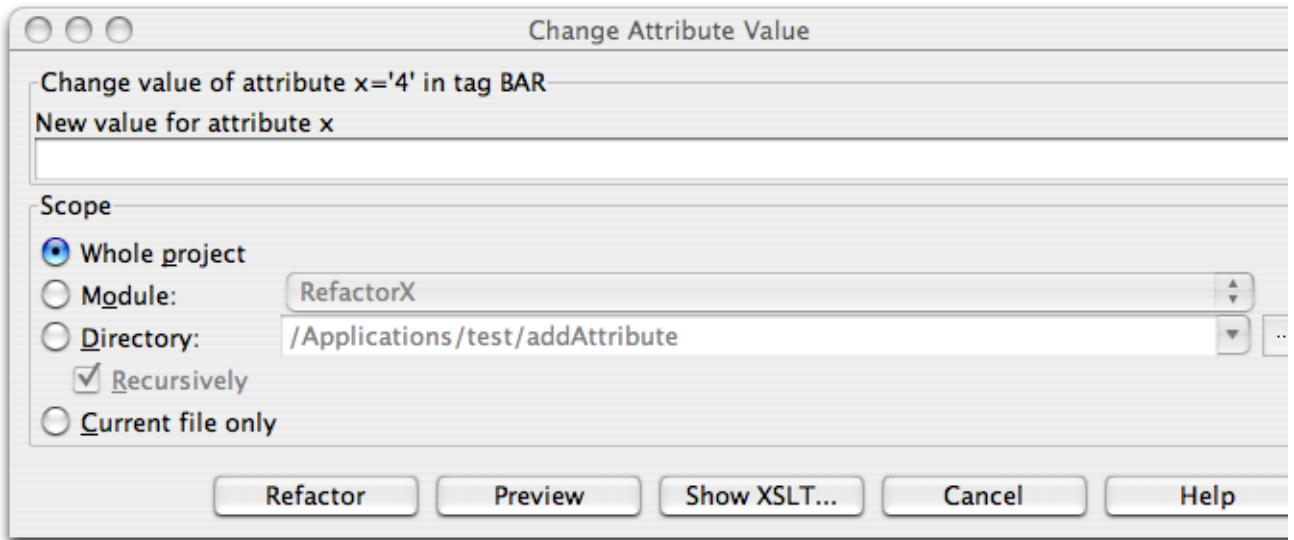 Change Attribute Value
Change value of attribute x='4' in tag BAR
New value for attribute x
Scope
Whole project
Module: RefactorX
Directory: /Applications/test/addAttribute ...
Recursively
Current file only
Refactor Preview Show XSLT... Cancel Help